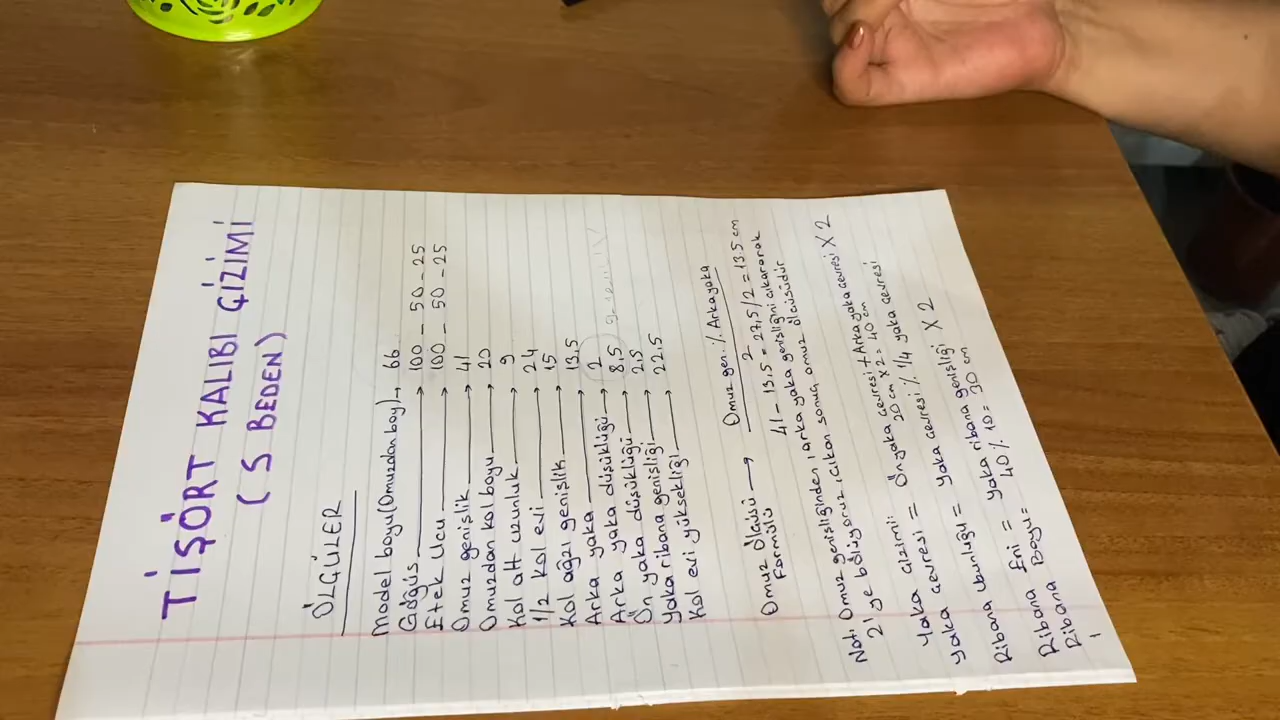 TİŞÖRT KALIBI ÇİZİMİ
(S BEDEN)
ÖLÇÜLER
Model boyu(Omuzdan boy)→ 66
Göğüs → 100 - 50 - 25
Etek Ucu → 100 - 50 - 25
Omuz genişlik → 41
Omuzdan kol boyu → 20
Kol altı uzunluk → 9
1/2 kol evi → 24
Kol ağzı genişlik → 15
Arka yaka → 13,5
Arka yaka düşüklüğü → 2
Ön yaka düşüklüğü → 8,5
Yaka ribana genişliği → 2,5
Kol evi yüksekliği → 22,5
Omuz Ölçüsü → Omuz gen. ./. Arka yaka
Formülü 2
41 - 13,5 = 27,5/2 = 13.5 cm
Not: Omuz genişliğinden, arka yaka genişliğini çıkararak
2'ye bölüyoruz, çıkan sonuç omuz ölçüsüdür
Yaka Çizimi:
Yaka çevresi = Ön yaka çevresi + Arka yaka çevresi X 2
20 cm x 2 = 40 cm
Ribana Uzunluğu = yaka çevresi ./. 1/4 yaka çevresi
Ribana Eni = yaka ribana genişliği X 2
Ribana Boyu = 40 ./. 10 = 30 cm